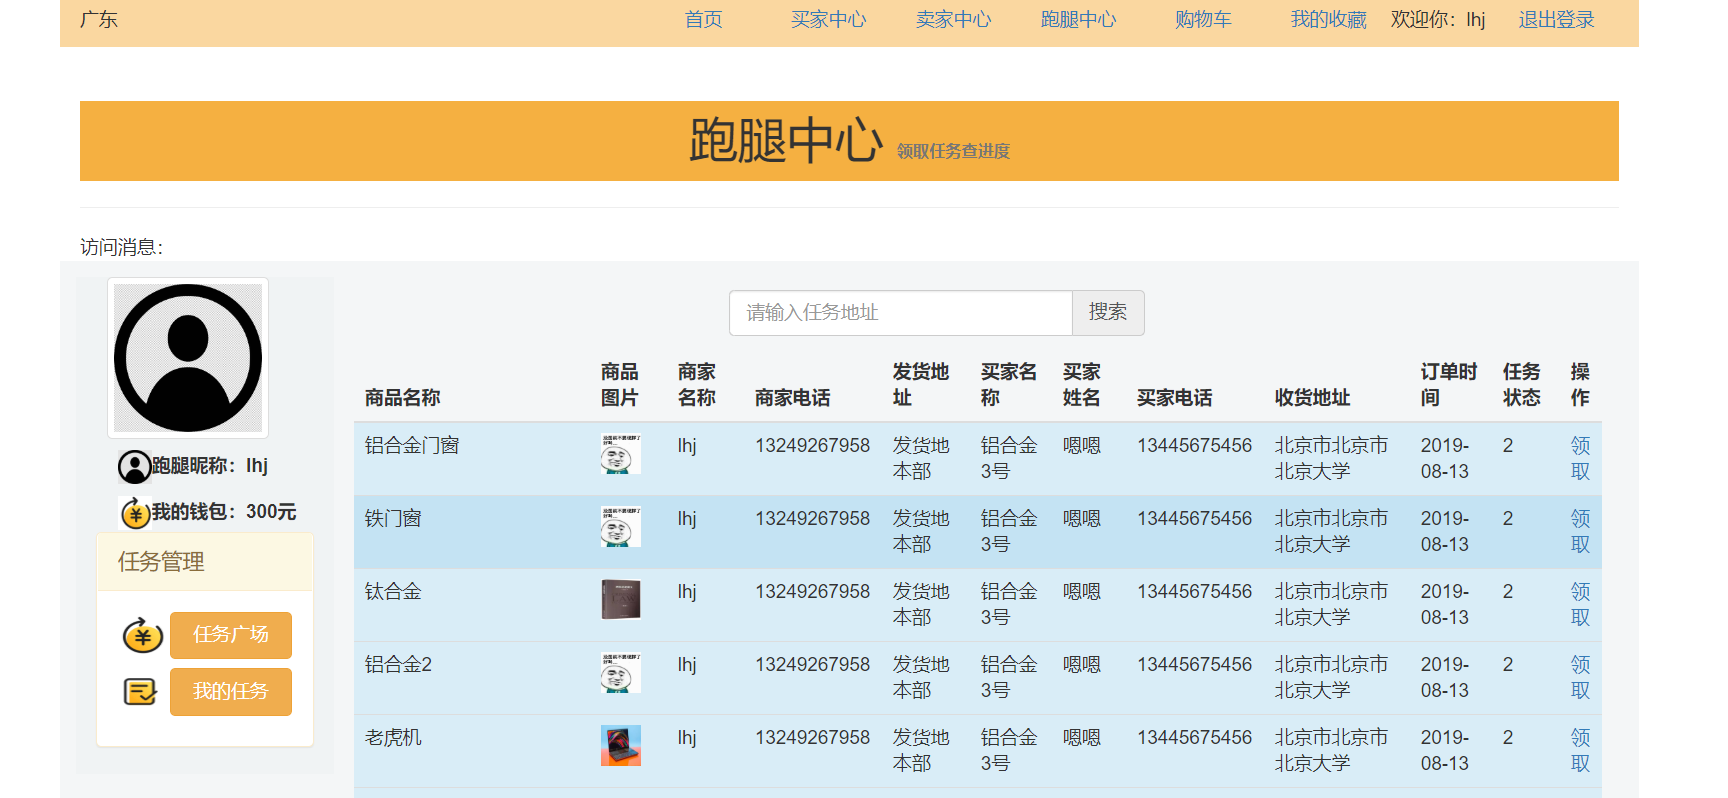 广东 首页 买家中心 卖家中心 跑腿中心 购物车 我的收藏 欢迎你：lhj 退出登录
跑腿中心 领取任务查进度
访问消息：
跑腿昵称：lhj
我的钱包：300元
任务管理
任务广场
我的任务
请输入任务地址 搜索
商品名称 商品图片 商家名称 商家电话 发货地址 买家名称 买家姓名 买家电话 收货地址 订单时间 任务状态 操作
铝合金门窗 lhj 13249267958 发货地本部 铝合金3号 嗯嗯 13445675456 北京市北京市北京大学 2019-08-13 2 领取
铁门窗 lhj 13249267958 发货地本部 铝合金3号 嗯嗯 13445675456 北京市北京市北京大学 2019-08-13 2 领取
钛合金 lhj 13249267958 发货地本部 铝合金3号 嗯嗯 13445675456 北京市北京市北京大学 2019-08-13 2 领取
铝合金2 lhj 13249267958 发货地本部 铝合金3号 嗯嗯 13445675456 北京市北京市北京大学 2019-08-13 2 领取
老虎机 lhj 13249267958 发货地本部 铝合金3号 嗯嗯 13445675456 北京市北京市北京大学 2019-08-13 2 领取